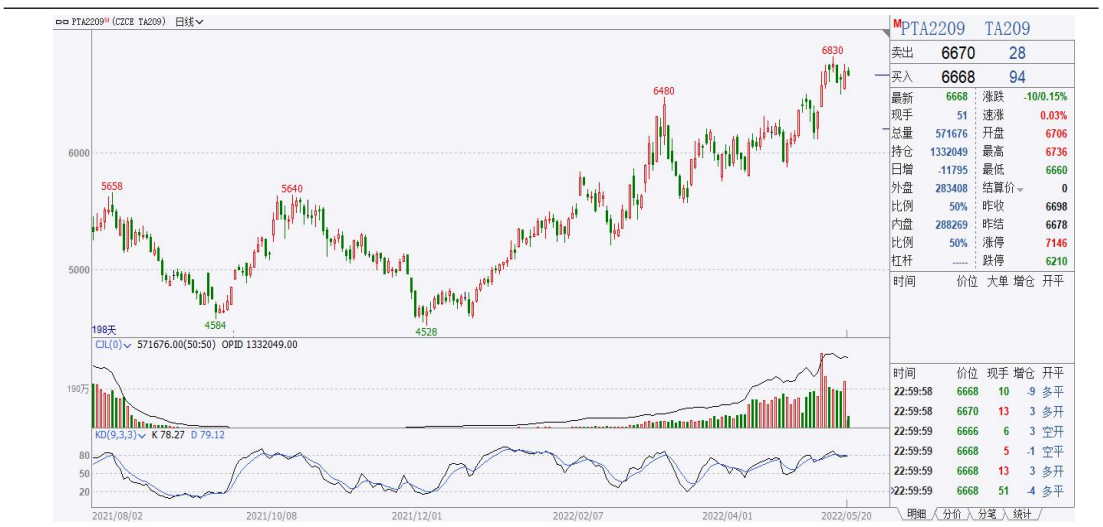 PTA2209M (CZCE TA209) 日线
6830
6480
6000
5658
5640
5000
4584
4528
198天
CJL(0) 571676.00(50:50) OPID 1332049.00
190万
KD(9,3,3) K 78.27 D 79.12
80
50
20
2021/08/02 2021/10/08 2021/12/01 2022/02/07 2022/04/01 2022/05/20
MPTA2209 TA209
卖出 6670 28
买入 6668 94
最新 6668 涨跌 -10/0.15%
现手 51 速涨 0.03%
总量 571676 开盘 6706
持仓 1332049 最高 6736
日增 -11795 最低 6660
外盘 283408 结算价 0
比例 50% 昨收 6698
内盘 288269 昨结 6678
比例 50% 涨停 7146
杠杆 ---- 跌停 6210
时间 价位 大单 增仓 开平
时间 价位 现手 增仓 开平
22:59:58 6668 10 -9 多平
22:59:58 6670 13 3 多开
22:59:59 6666 6 3 空开
22:59:59 6668 5 -1 空平
22:59:59 6668 13 3 多开
22:59:59 6668 51 -4 多平
明细 分价 分笔 统计